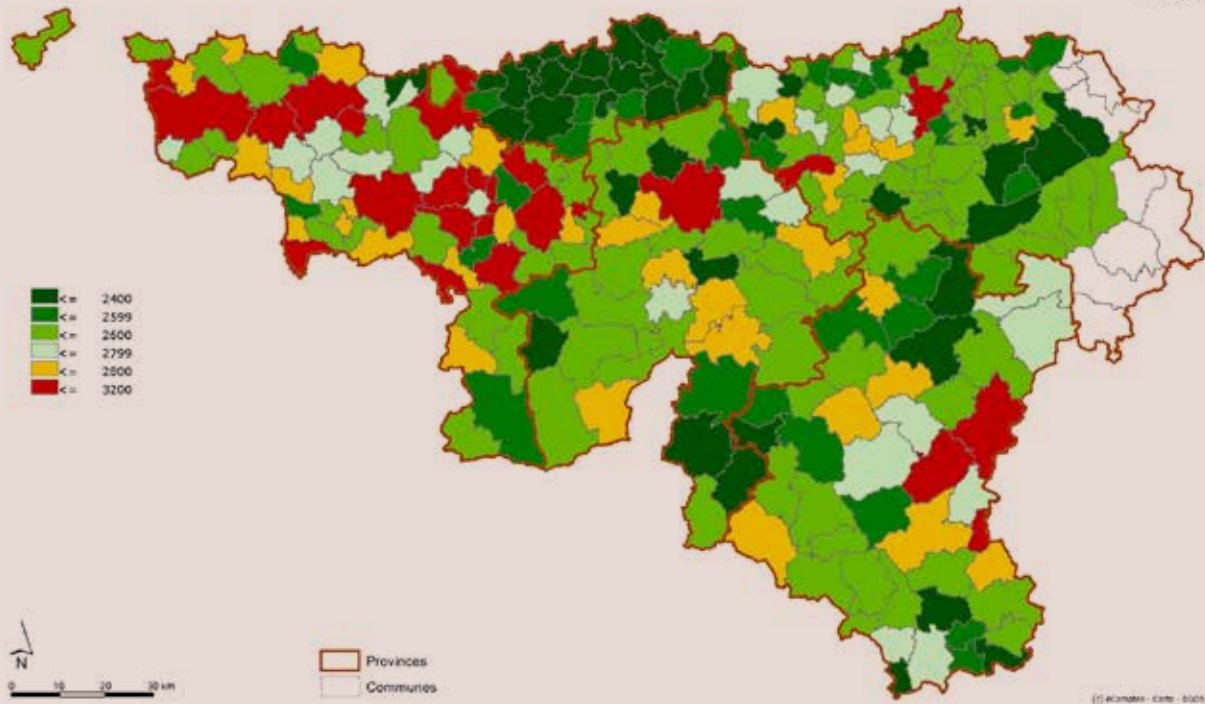 <= 2400
<= 2599
<= 2600
<= 2799
<= 2800
<= 3200
N
0 10 20 30 KM
Provinces
Communes